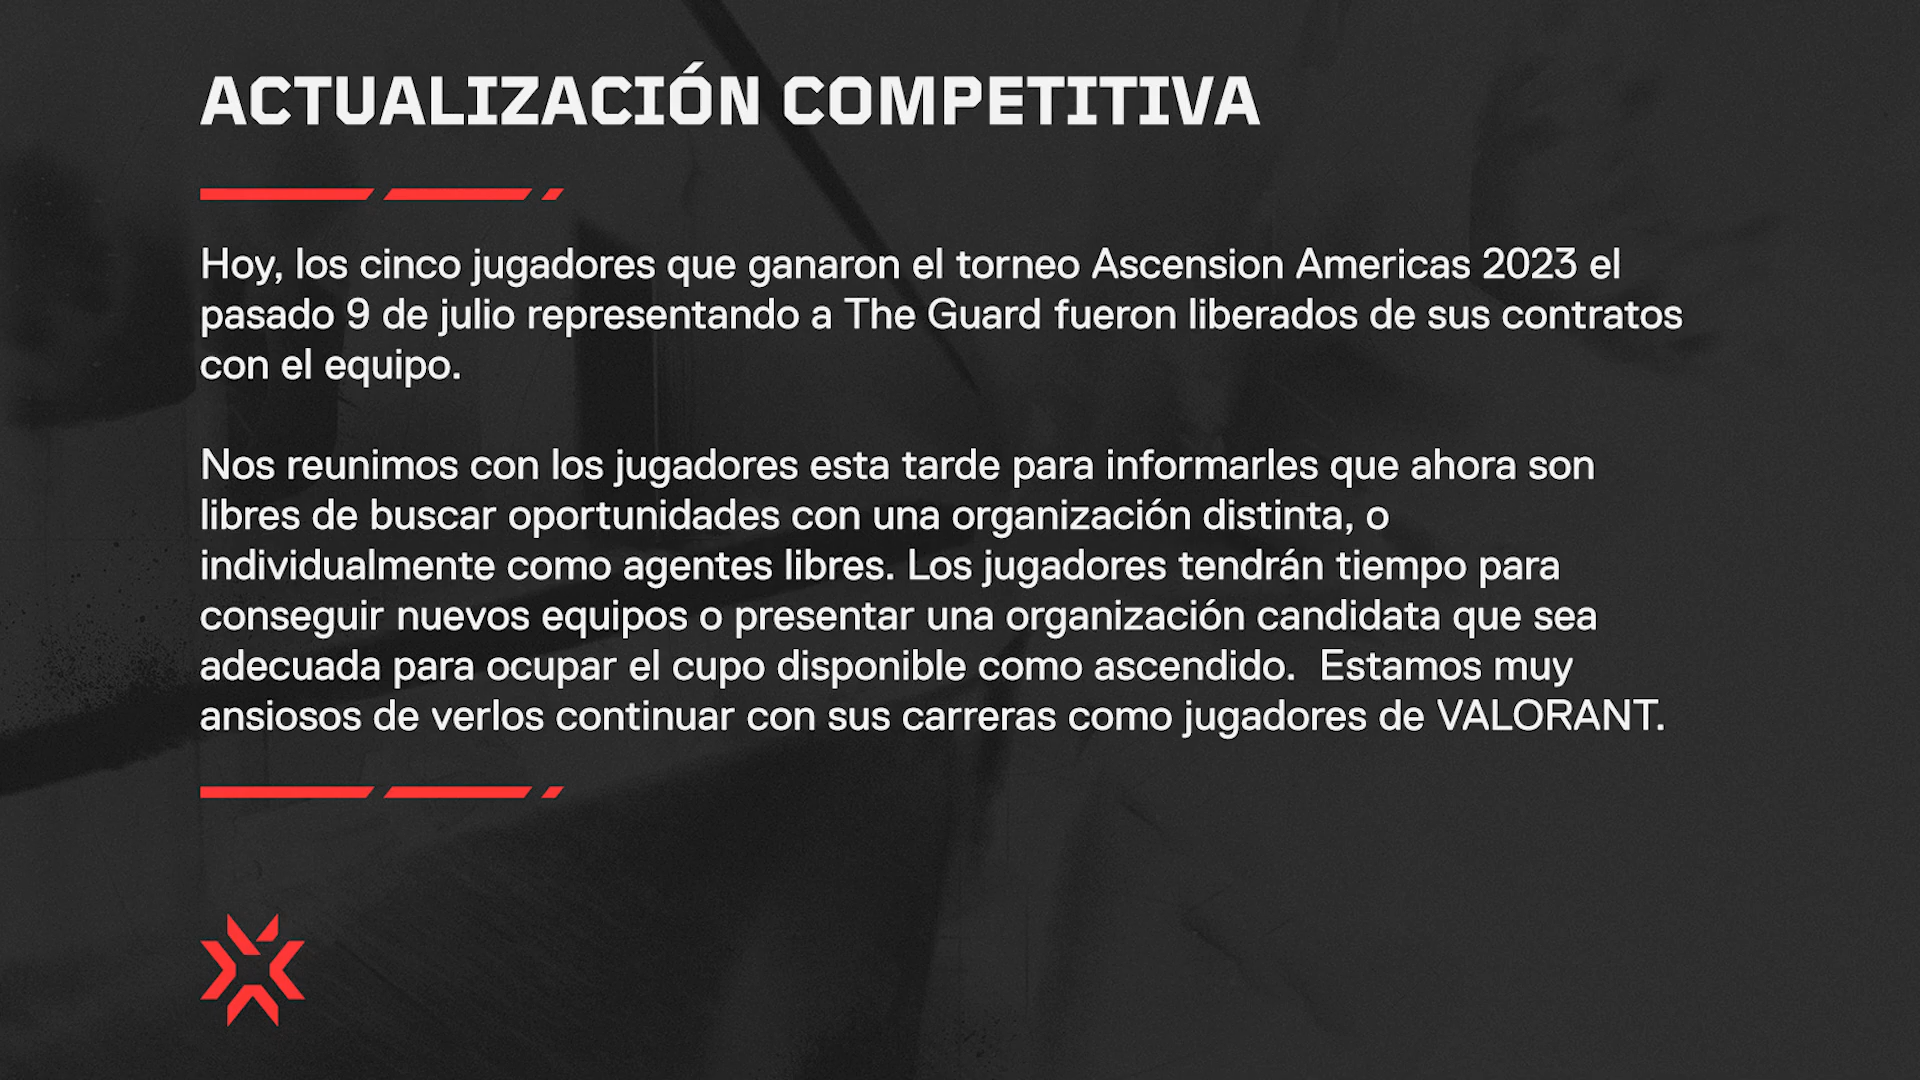 ACTUALIZACIÓN COMPETITIVA
Hoy, los cinco jugadores que ganaron el torneo Ascension Americas 2023 el
pasado 9 de julio representando a The Guard fueron liberados de sus contratos
con el equipo.
Nos reunimos con los jugadores esta tarde para informarles que ahora son
libres de buscar oportunidades con una organización distinta, o
individualmente como agentes libres. Los jugadores tendrán tiempo para
conseguir nuevos equipos o presentar una organización candidata que sea
adecuada para ocupar el cupo disponible como ascendido.  Estamos muy
ansiosos de verlos continuar con sus carreras como jugadores de VALORANT.